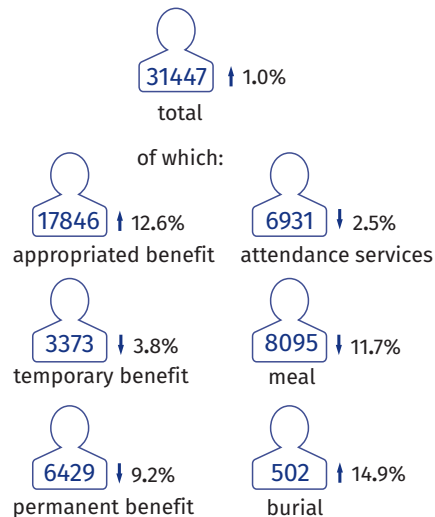 31447 ⬆ 1.0%
total
of which:
17846 ⬆ 12.6%
appropriated benefit
6931 ⬇ 2.5%
attendance services
3373 ⬇ 3.8%
temporary benefit
8095 ⬇ 11.7%
meal
6429 ⬇ 9.2%
permanent benefit
502 ⬆ 14.9%
burial